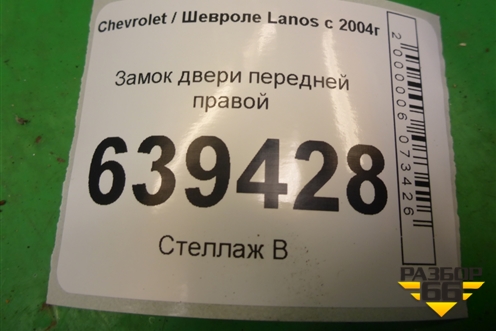 Chevrolet / Шевроле Lanos с 2004г
Замок двери передней
правой
639428
Стеллаж В
2000006073426
РАЗБОР
66